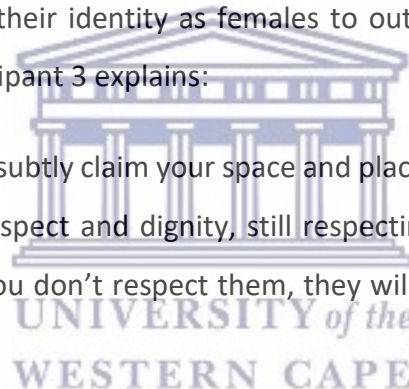 their identity as females to out
ipant 3 explains:
subtly claim your space and plac
spect and dignity, still respectin
ou don't respect them, they wil
UNIVERSITY of the
WESTERN CAPE